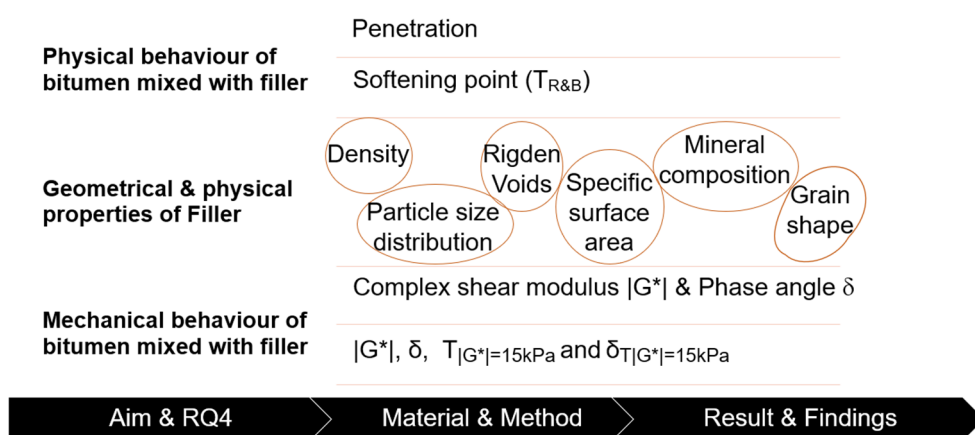 Physical behaviour of
bitumen mixed with filler
Penetration
Softening point (T_R&B)
Geometrical & physical
properties of Filler
Density
Particle size
distribution
Rigden
Voids
Specific
surface
area
Mineral
composition
Grain
shape
Mechanical behaviour of
bitumen mixed with filler
Complex shear modulus |G*| & Phase angle δ
|G*|, δ, T|G*|=15kPa and δT|G*|=15kPa
Aim & RQ4
Material & Method
Result & Findings